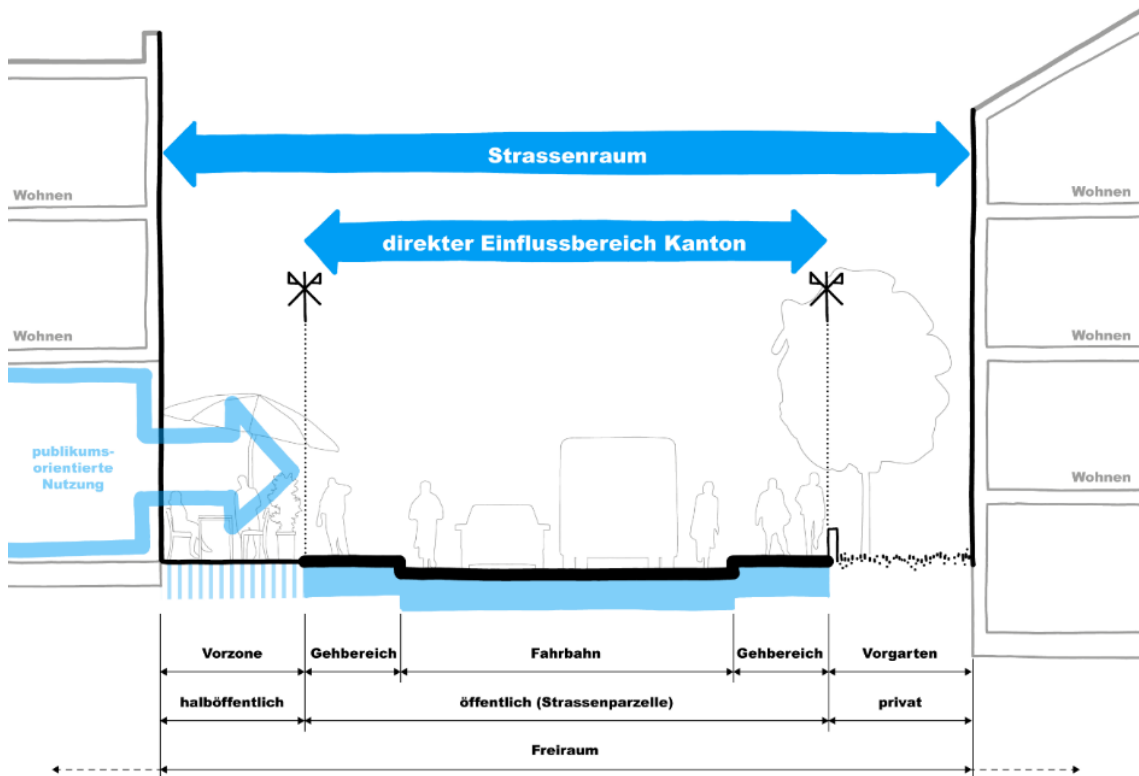 Strassenraum
Wohnen
Wohnen
direkter Einflussbereich Kanton
Wohnen
Wohnen
publikums-
orientierte
Nutzung
Wohnen
Vorzone
Gehbereich
Fahrbahn
Gehbereich
Vorgarten
halböffentlich
öffentlich (Strassenparzelle)
privat
Freiraum